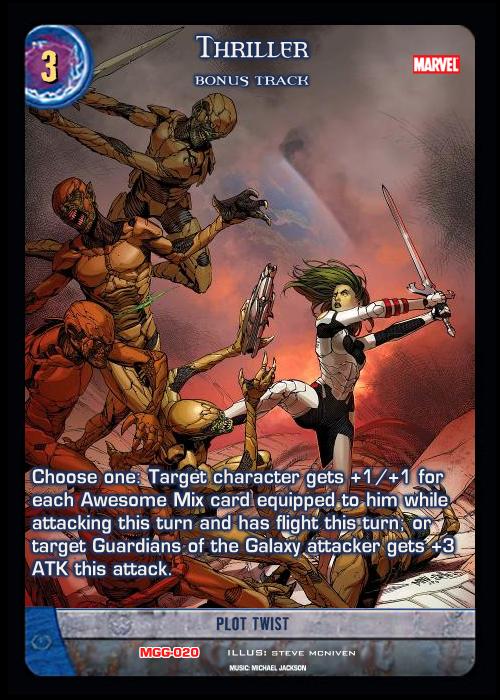 3
THRILLER
BONUS TRACK
MARVEL
Choose one: Target character gets +1/+1 for
each Awesome Mix card equipped to him while
attacking this turn and has flight this turn; or
target Guardians of the Galaxy attacker gets +3
ATK this attack.
PLOT TWIST
MGG-020 ILLUS: STEVE MCNIVEN
MUSIC: MICHAEL JACKSON